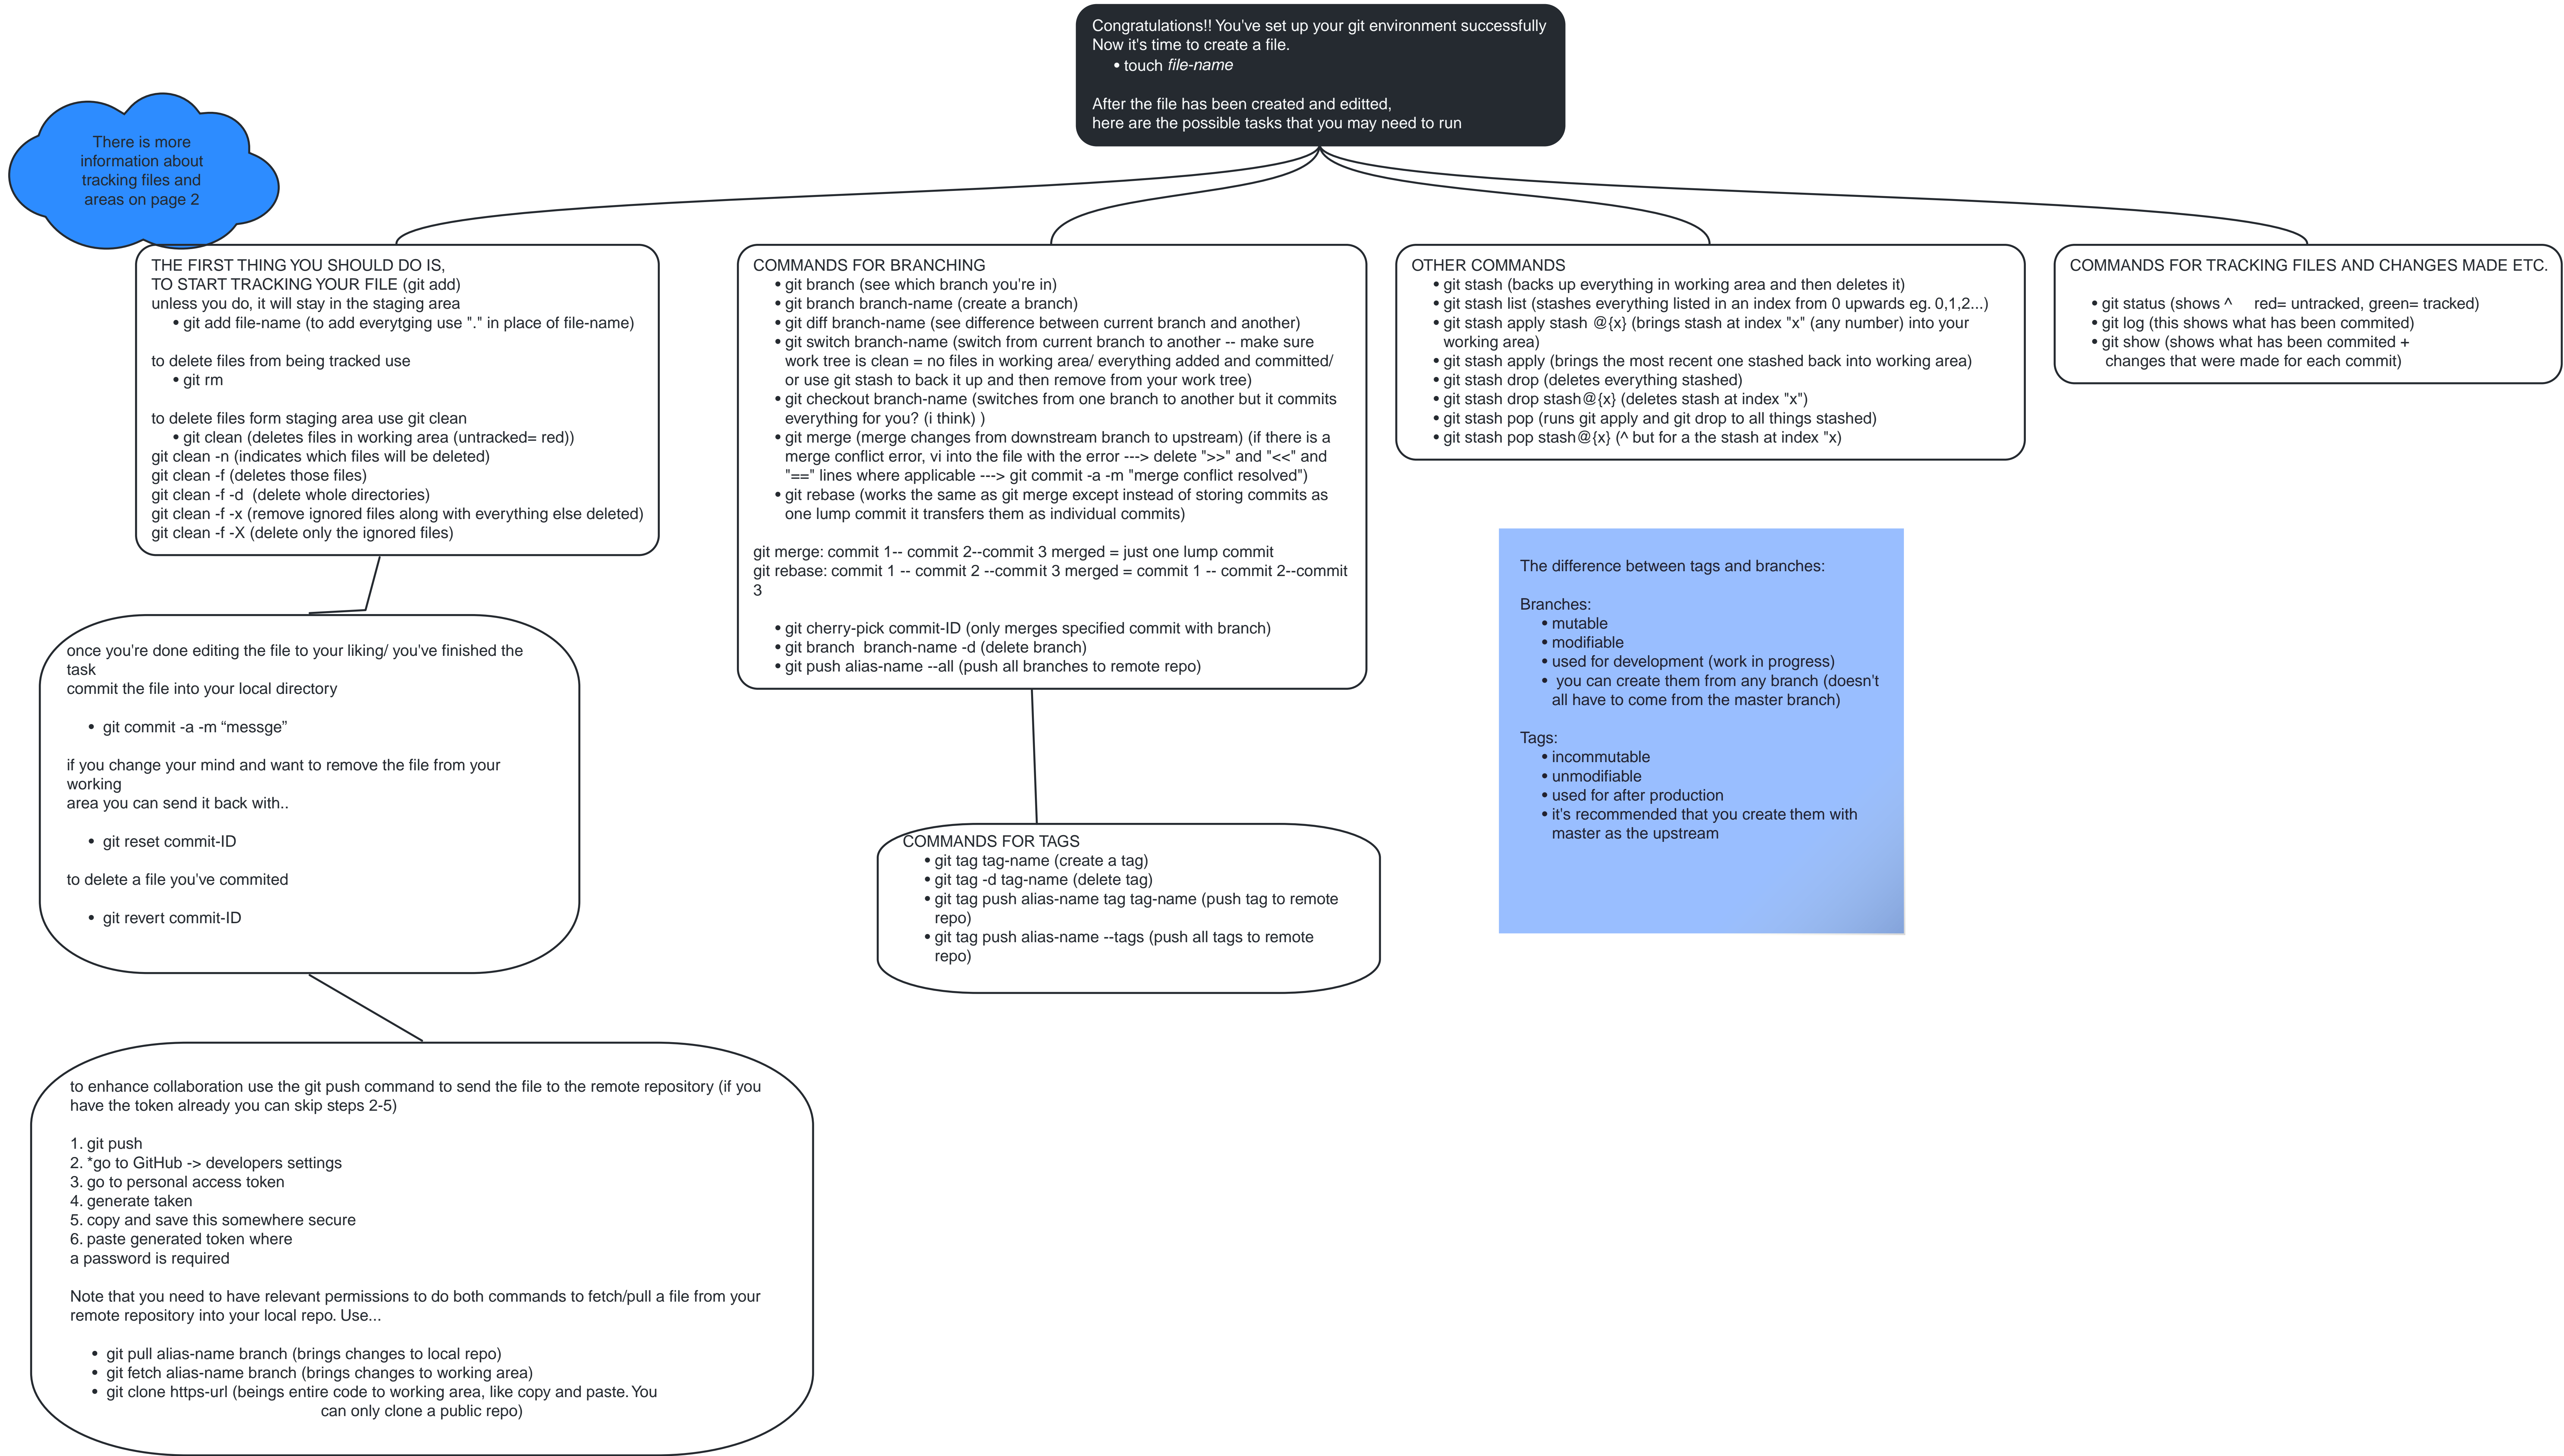 Congratulations!! You've set up your git environment successfully
Now it's time to create a file.
• touch file-name
After the file has been created and editted,
here are the possible tasks that you may need to run
There is more
information about
tracking files and
areas on page 2
THE FIRST THING YOU SHOULD DO IS,
TO START TRACKING YOUR FILE (git add)
unless you do, it will stay in the staging area
• git add file-name (to add everytging use "." in place of file-name)
to delete files from being tracked use
• git rm
to delete files form staging area use git clean
• git clean (deletes files in working area (untracked= red))
git clean -n (indicates which files will be deleted)
git clean -f (deletes those files)
git clean -f -d  (delete whole directories)
git clean -f -x (remove ignored files along with everything else deleted)
git clean -f -X (delete only the ignored files)
COMMANDS FOR BRANCHING
• git branch (see which branch you're in)
• git branch branch-name (create a branch)
• git diff branch-name (see difference between current branch and another)
• git switch branch-name (switch from current branch to another -- make sure
work tree is clean = no files in working area/ everything added and committed/
or use git stash to back it up and then remove from your work tree)
• git checkout branch-name (switches from one branch to another but it commits
everything for you? (i think) )
• git merge (merge changes from downstream branch to upstream) (if there is a
merge conflict error, vi into the file with the error ---> delete ">>" and "<<" and
"==" lines where applicable ---> git commit -a -m "merge conflict resolved")
• git rebase (works the same as git merge except instead of storing commits as
one lump commit it transfers them as individual commits)
git merge: commit 1-- commit 2--commit 3 merged = just one lump commit
git rebase: commit 1 -- commit 2 --commit 3 merged = commit 1 -- commit 2--commit
3
• git cherry-pick commit-ID (only merges specified commit with branch)
• git branch  branch-name -d (delete branch)
• git push alias-name --all (push all branches to remote repo)
OTHER COMMANDS
• git stash (backs up everything in working area and then deletes it)
• git stash list (stashes everything listed in an index from 0 upwards eg. 0,1,2...)
• git stash apply stash @{x} (brings stash at index "x" (any number) into your
working area)
• git stash apply (brings the most recent one stashed back into working area)
• git stash drop (deletes everything stashed)
• git stash drop stash@{x} (deletes stash at index "x")
• git stash pop (runs git apply and git drop to all things stashed)
• git stash pop stash@{x} (^ but for a the stash at index "x)
COMMANDS FOR TRACKING FILES AND CHANGES MADE ETC.
• git status (shows ^     red= untracked, green= tracked)
• git log (this shows what has been commited)
• git show (shows what has been commited +
changes that were made for each commit)
The difference between tags and branches:
Branches:
• mutable
• modifiable
• used for development (work in progress)
•  you can create them from any branch (doesn't
all have to come from the master branch)
Tags:
• incommutable
• unmodifiable
• used for after production
• it's recommended that you create them with
master as the upstream
once you're done editing the file to your liking/ you've finished the
task
commit the file into your local directory
• git commit -a -m “messge”
if you change your mind and want to remove the file from your
working
area you can send it back with..
• git reset commit-ID
to delete a file you've commited
• git revert commit-ID
COMMANDS FOR TAGS
• git tag tag-name (create a tag)
• git tag -d tag-name (delete tag)
• git tag push alias-name tag tag-name (push tag to remote
repo)
• git tag push alias-name --tags (push all tags to remote
repo)
to enhance collaboration use the git push command to send the file to the remote repository (if you
have the token already you can skip steps 2-5)
1. git push
2. *go to GitHub -> developers settings
3. go to personal access token
4. generate taken
5. copy and save this somewhere secure
6. paste generated token where
a password is required
Note that you need to have relevant permissions to do both commands to fetch/pull a file from your
remote repository into your local repo. Use...
• git pull alias-name branch (brings changes to local repo)
• git fetch alias-name branch (brings changes to working area)
• git clone https-url (beings entire code to working area, like copy and paste. You
can only clone a public repo)